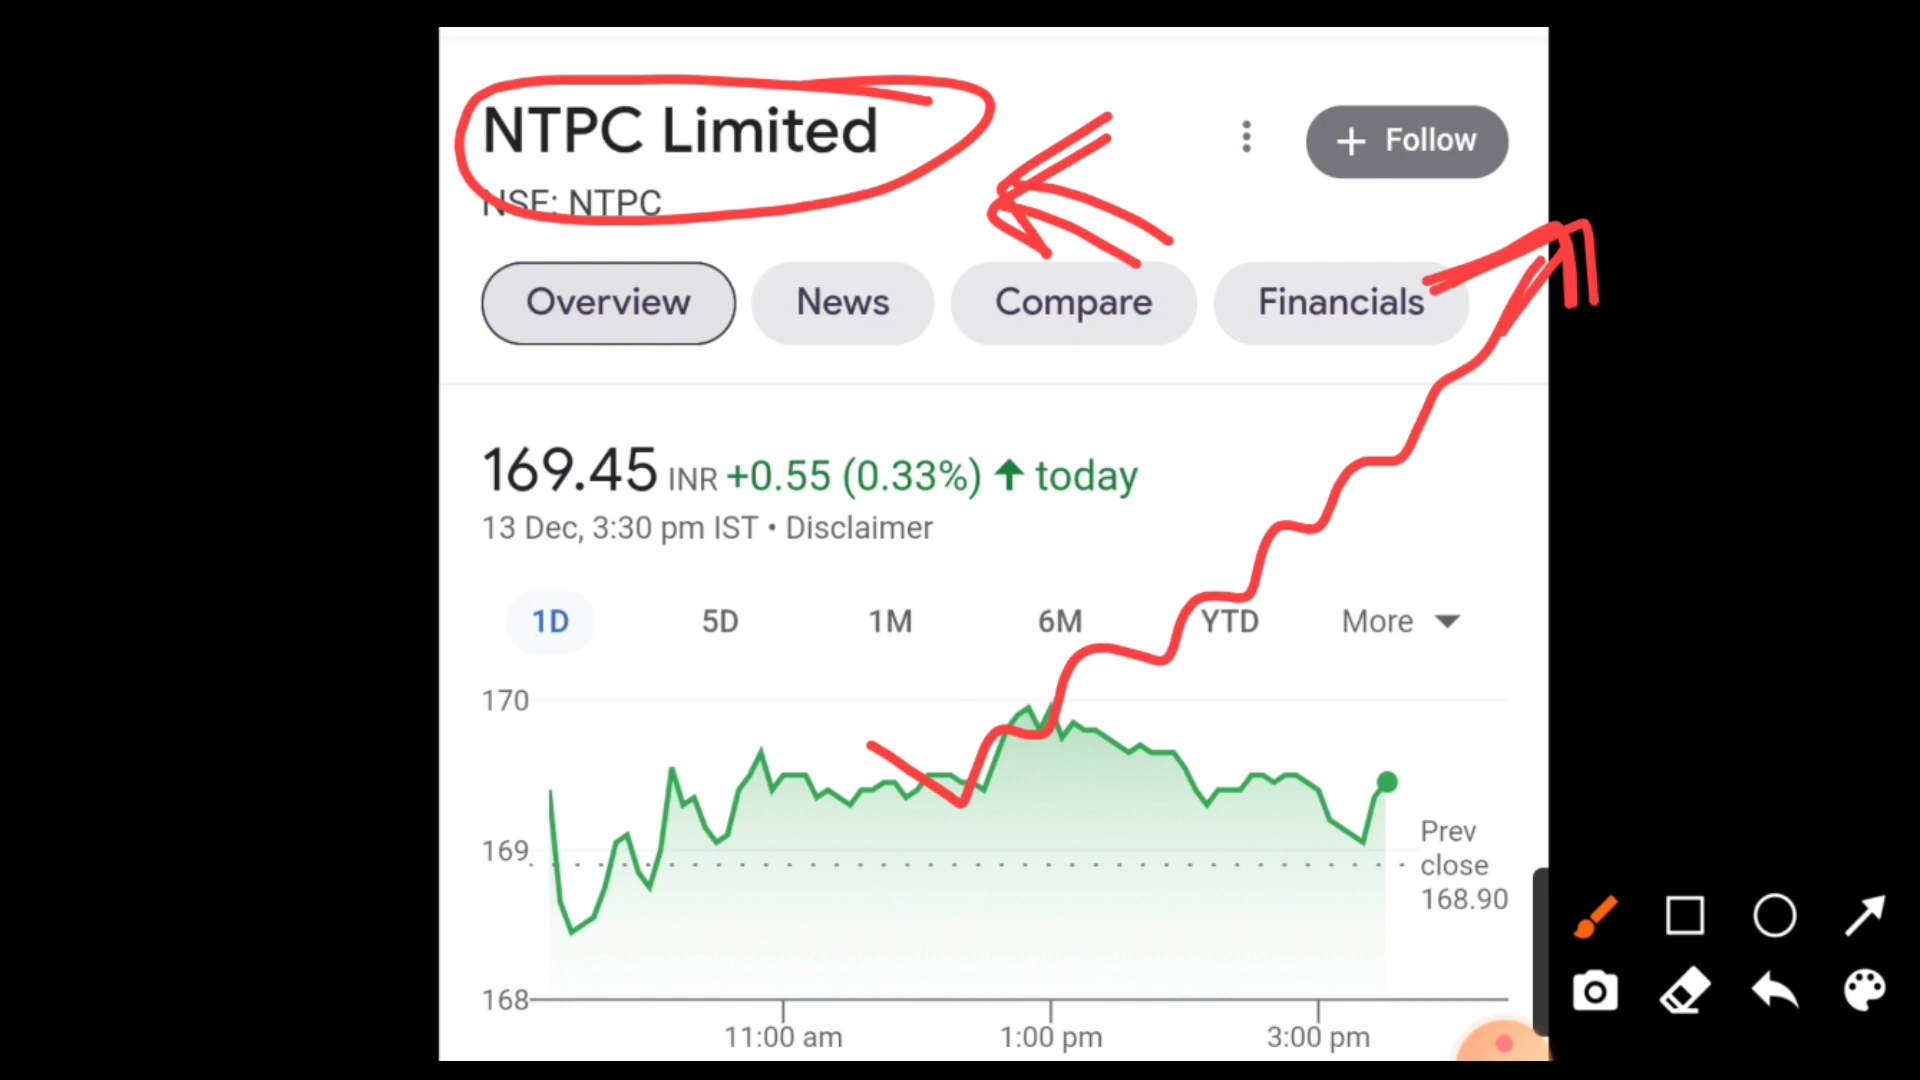 NTPC Limited
+ Follow
NSE: NTPC
Overview News Compare Financials
169.45 INR +0.55 (0.33%) ↑ today
13 Dec, 3:30 pm IST • Disclaimer
1D 5D 1M 6M YTD More
170
169
168
Prev
close
168.90
11:00 am 1:00 pm 3:00 pm